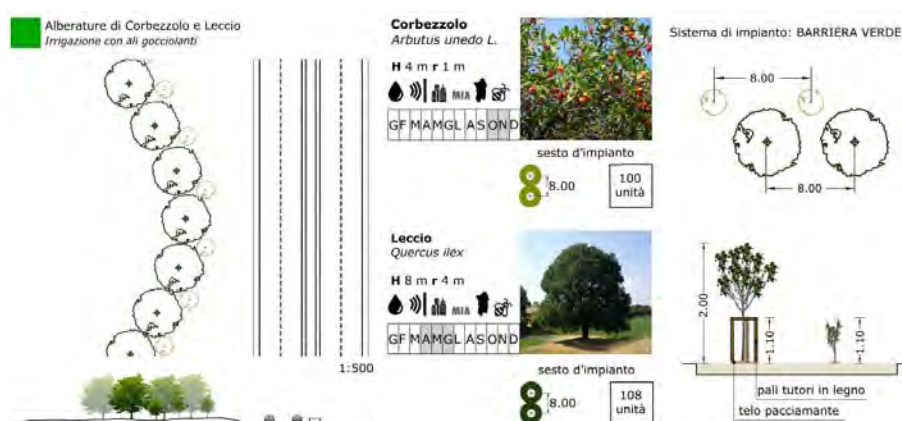 Alberature di Corbezzolo e Leccio
Irrigazione con ali gocciolanti
1:500
Corbezzolo
Arbutus unedo L.
H 4 m r 1 m
MIA
GFMAMGLASOND
sesto d'impianto
8.00
100
unità
Leccio
Quercus ilex
H 8 m r 4 m
MIA
GFMAMGLASOND
sesto d'impianto
8.00
108
unità
Sistema di impianto: BARRIERA VERDE
8.00
8.00
2.00
1.10
1.10
pali tutori in legno
telo pacciamante